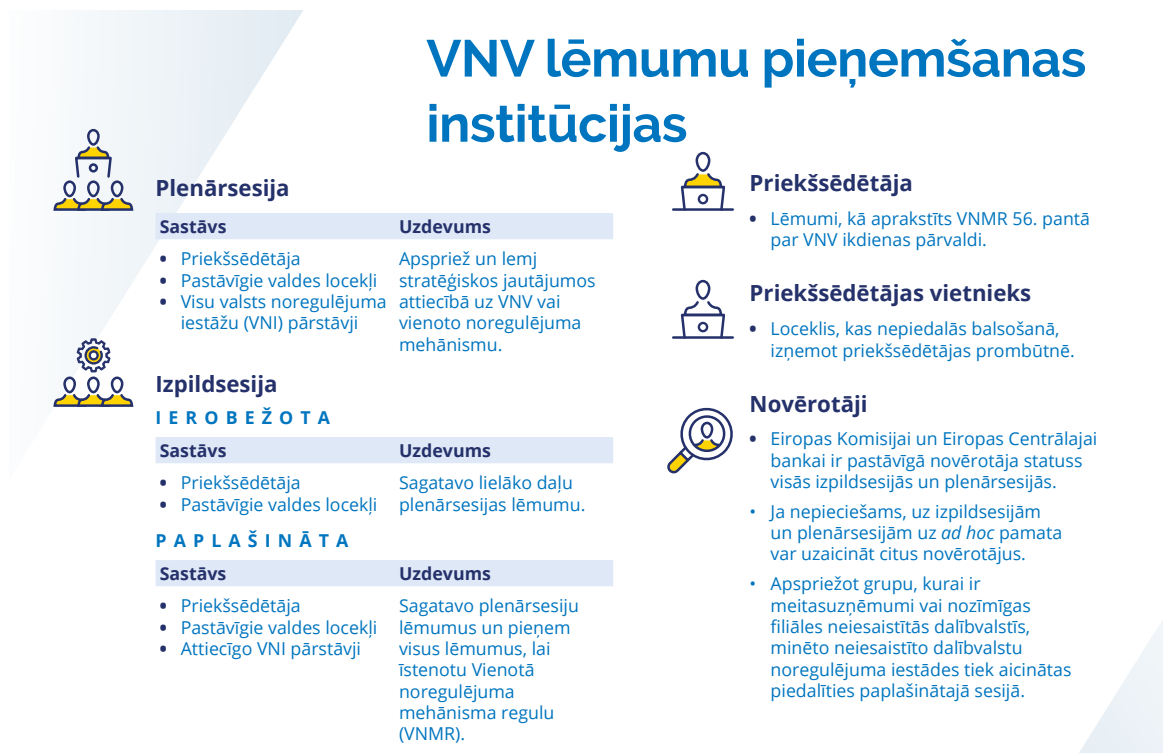 VNV lēmumu pieņemšanas
institūcijas
Plenārsesija
Sastāvs Uzdevums
• Priekšsēdētāja
• Pastāvīgie valdes locekļi
• Visu valsts noregulējuma
iestāžu (VNI) pārstāvji
Apspriež un lemj
stratēģiskos jautājumos
attiecībā uz VNV vai
vienoto noregulējuma
mehānismu.
Izpildsesija
IEROBEŽOTA
Sastāvs Uzdevums
• Priekšsēdētāja
• Pastāvīgie valdes locekļi
Sagatavo lielāko daļu
plenārsesijas lēmumu.
PAPLAŠINĀTA
Sastāvs Uzdevums
• Priekšsēdētāja
• Pastāvīgie valdes locekļi
• Attiecīgo VNI pārstāvji
Sagatavo plenārsesiju
lēmumus un pieņem
visus lēmumus, lai
īstenotu Vienotā
noregulējuma
mehānisma regulu
(VNMR).
Priekšsēdētāja
• Lēmumi, kā aprakstīts VNMR 56. pantā
par VNV ikdienas pārvaldi.
Priekšsēdētājas vietnieks
• Loceklis, kas nepiedalās balsošanā,
izņemot priekšsēdētājas prombūtnē.
Novērotāji
• Eiropas Komisijai un Eiropas Centrālajai
bankai ir pastāvīgā novērotāja statuss
visās izpildsesijās un plenārsesijās.
• Ja nepieciešams, uz izpildsesijām
un plenārsesijām uz ad hoc pamata
var uzaicināt citus novērotājus.
• Apspriežot grupu, kurai ir
meitasuzņēmumi vai nozīmīgas
filiāles neiesaistītās dalībvalstīs,
minēto neiesaistīto dalībvalstu
noregulējuma iestādes tiek aicinātas
piedalīties paplašinātajā sesijā.